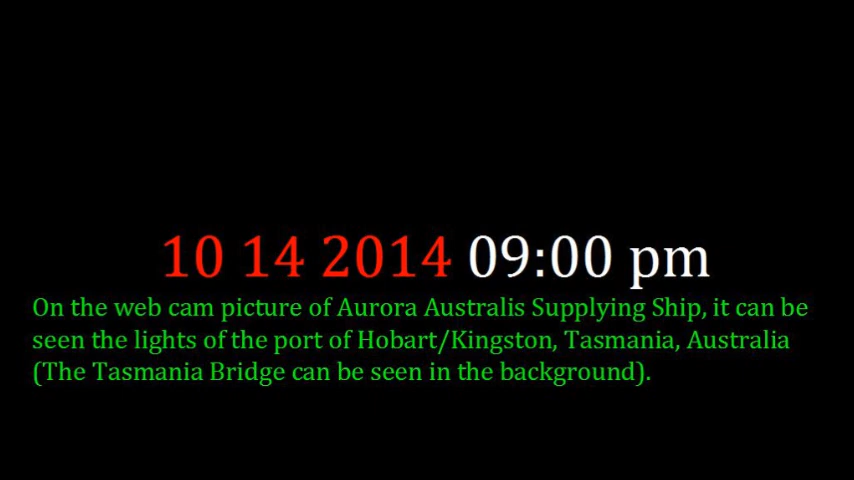 10 14 2014 09:00 pm
On the web cam picture of Aurora Australis Supplying Ship, it can be
seen the lights of the port of Hobart/Kingston, Tasmania, Australia
(The Tasmania Bridge can be seen in the background).